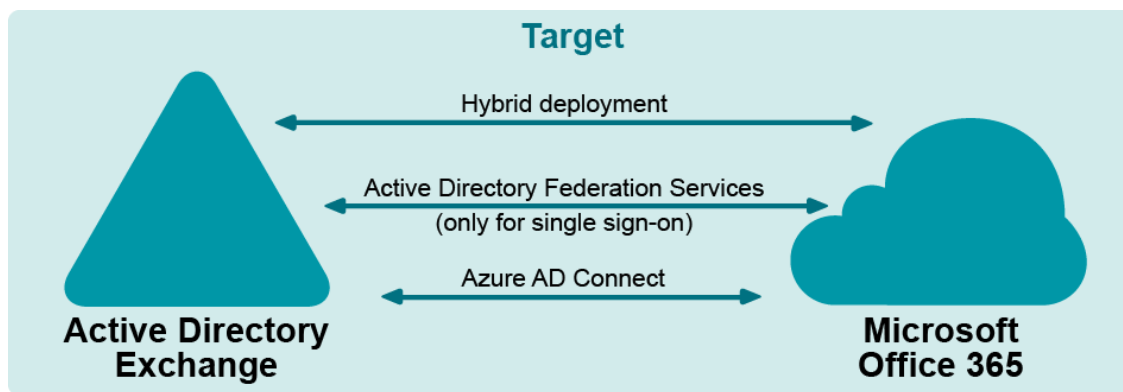 Target
Hybrid deployment
Active Directory Federation Services
(only for single sign-on)
Azure AD Connect
Active Directory
Exchange
Microsoft
Office 365